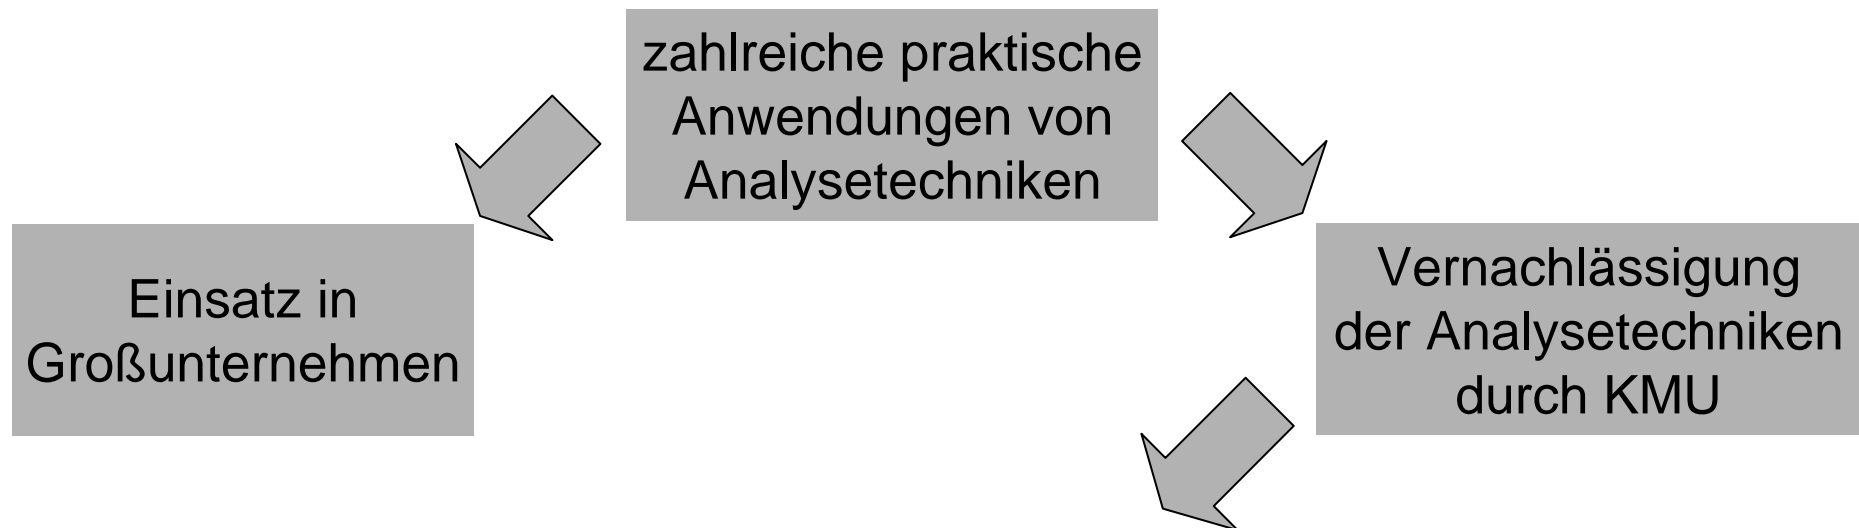 zahlreiche praktische
Anwendungen von
Analysetechniken
Einsatz in
Großunternehmen
Vernachlässigung
der Analysetechniken
durch KMU